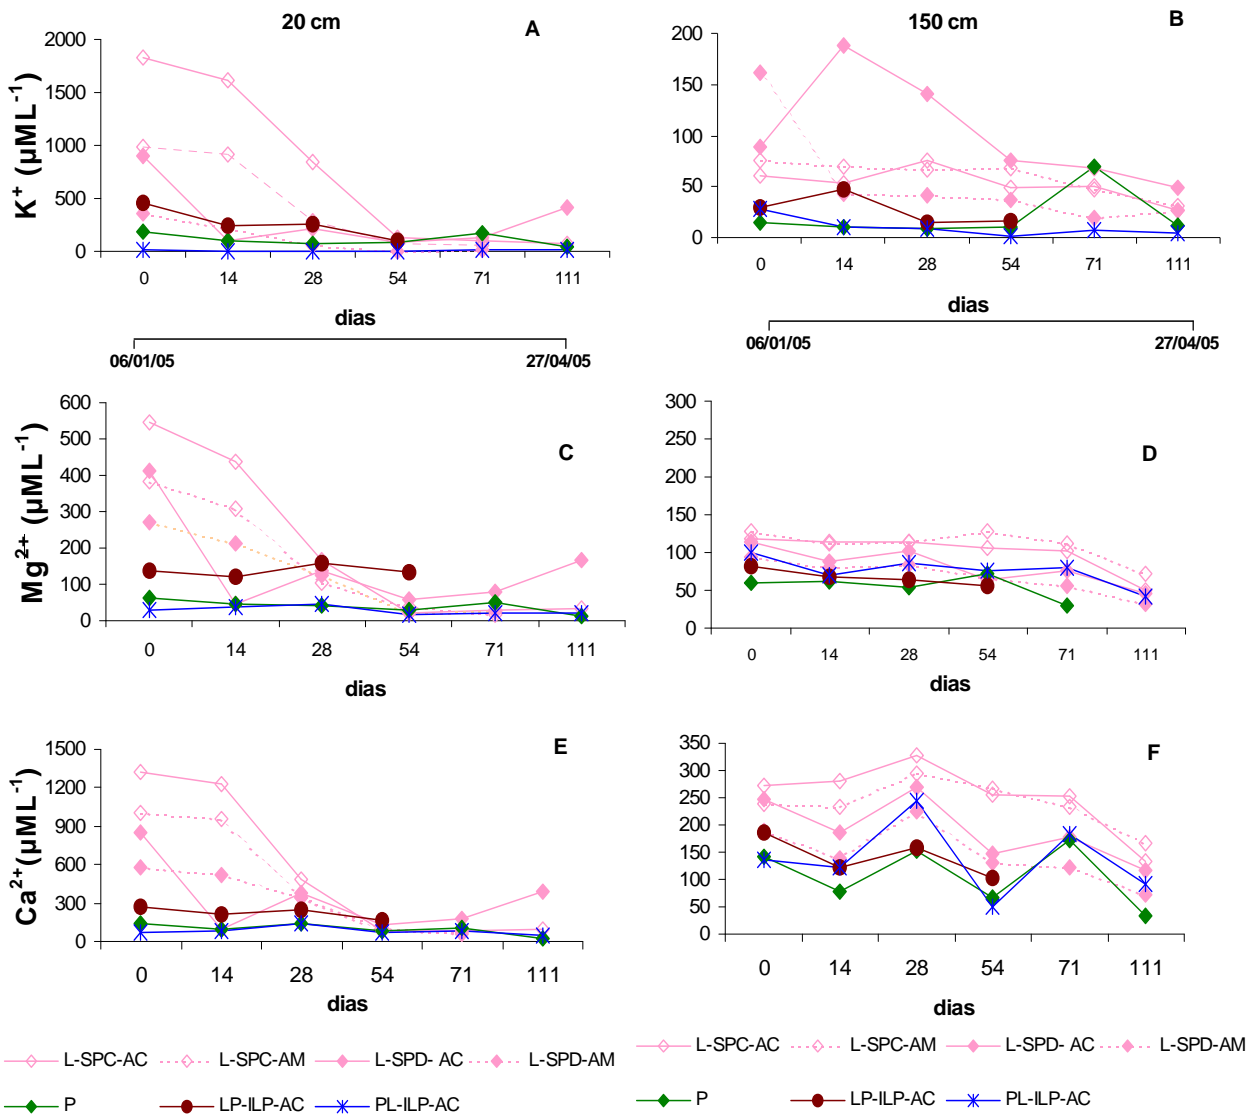 20 cm
A
K⁺ (µML⁻¹)
2000
1500
1000
500
0
0 14 28 54 71 111
dias
06/01/05 27/04/05
150 cm
B
200
150
100
50
0
0 14 28 54 71 111
dias
06/01/05 27/04/05
C
Mg²⁺ (µML⁻¹)
600
500
400
300
200
100
0
0 14 28 54 71 111
dias
D
300
250
200
150
100
50
0
0 14 28 54 71 111
dias
E
Ca²⁺(µML⁻¹)
1500
1200
900
600
300
0
0 14 28 54 71 111
dias
F
350
300
250
200
150
100
50
0
0 14 28 54 71 111
dias
L-SPC-AC L-SPC-AM L-SPD- AC L-SPD-AM
P LP-ILP-AC PL-ILP-AC
L-SPC-AC L-SPC-AM L-SPD- AC L-SPD-AM
P LP-ILP-AC PL-ILP-AC